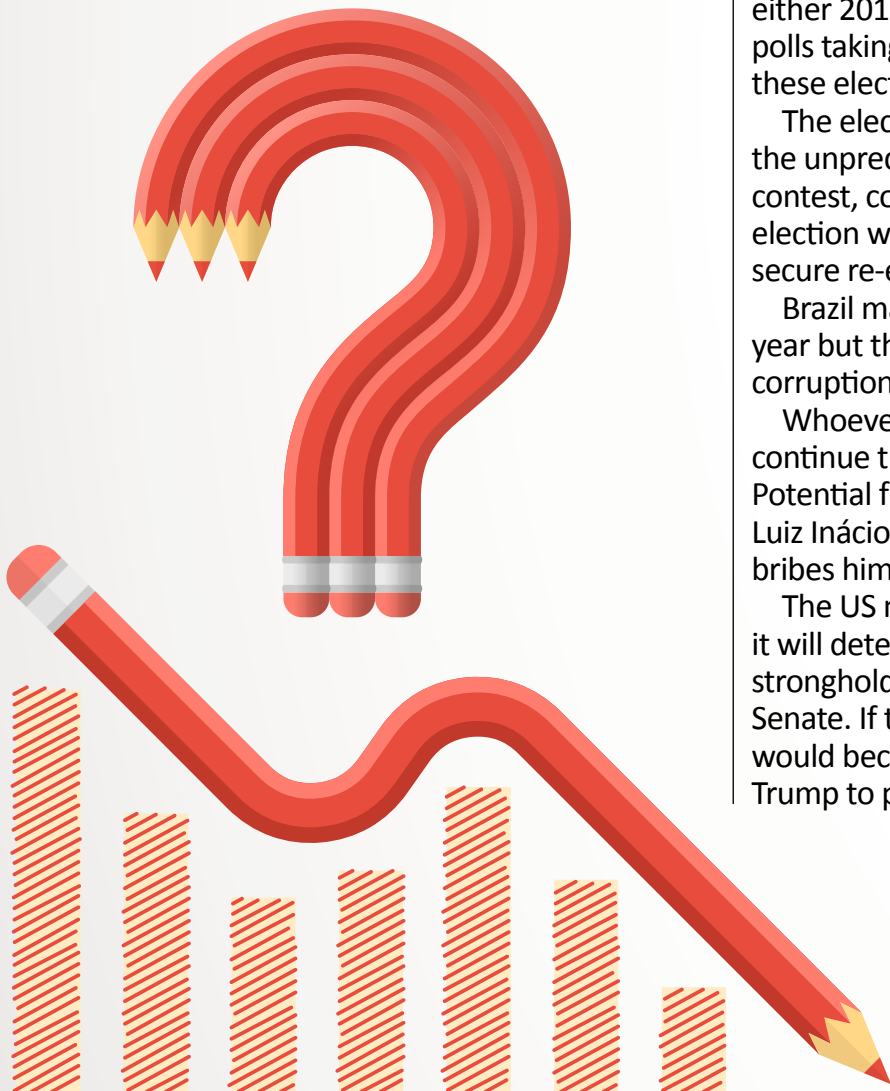 either 201
polls taking
these elect
The elec
the unpred
contest, co
election w
secure re-e
Brazil ma
year but th
corruption
Whoeve
continue t
Potential f
Luiz Inácio
bribes him
The US m
it will dete
stronghold
Senate. If t
would bec
Trump to p